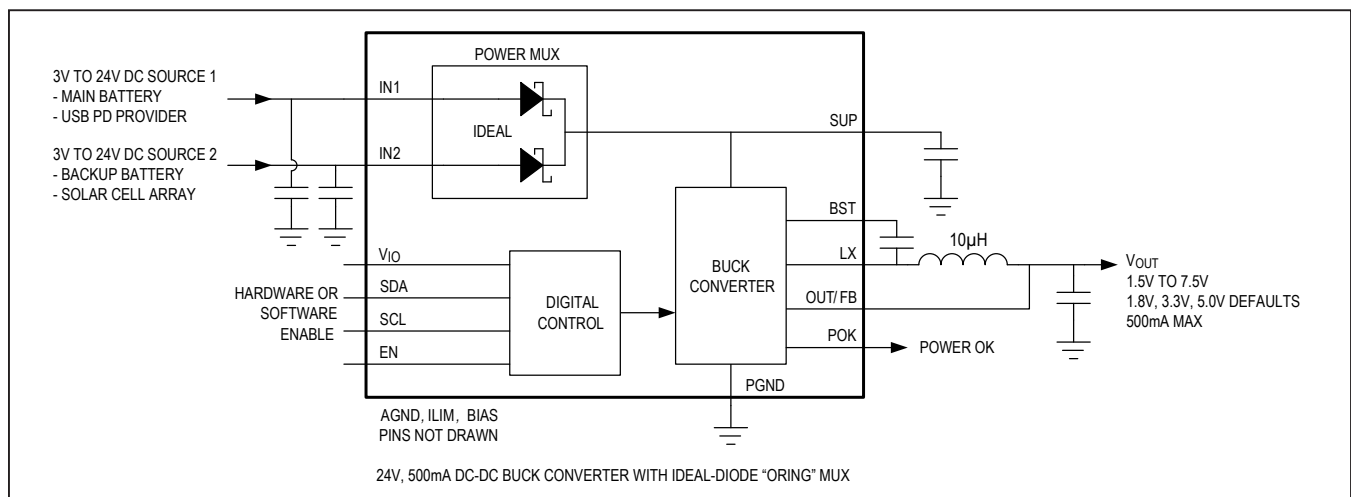 POWER MUX
3V TO 24V DC SOURCE 1
- MAIN BATTERY
- USB PD PROVIDER
IN1
IDEAL
SUP
3V TO 24V DC SOURCE 2
- BACKUP BATTERY
- SOLAR CELL ARRAY
IN2
BST
10µH
LX
BUCK
CONVERTER
VOUT
1.5V TO 7.5V
1.8V, 3.3V, 5.0V DEFAULTS
500mA MAX
OUT/FB
POK
POWER OK
PGND
VIO
SDA
SCL
EN
HARDWARE OR
SOFTWARE
ENABLE
DIGITAL
CONTROL
AGND, ILIM, BIAS
PINS NOT DRAWN
24V, 500mA DC-DC BUCK CONVERTER WITH IDEAL-DIODE “ORING” MUX